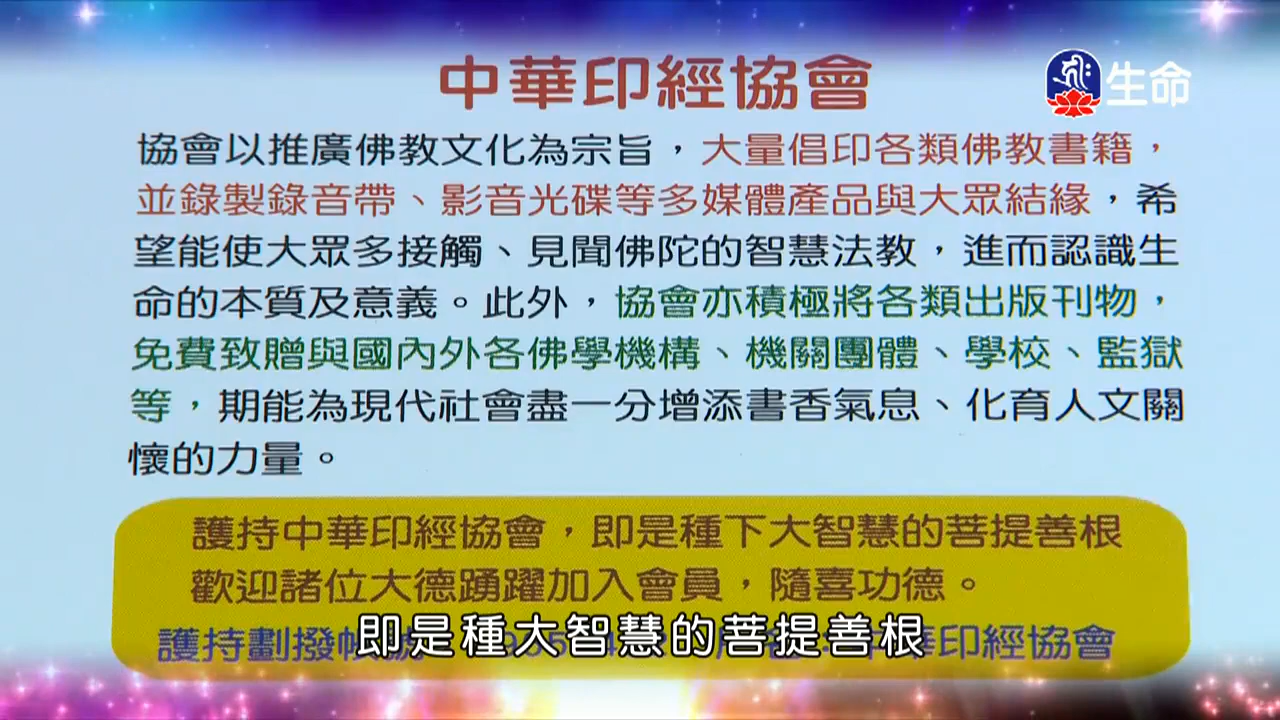 中華印經協會
生命
協會以推廣佛教文化為宗旨，大量倡印各類佛教書籍，
並錄製錄音帶、影音光碟等多媒體產品與大眾結緣，希
望能使大眾多接觸、見聞佛陀的智慧法教，進而認識生
命的本質及意義。此外，協會亦積極將各類出版刊物，
免費致贈與國內外各佛學機構、機關團體、學校、監獄
等，期能為現代社會盡一分增添書香氣息、化育人文關
懷的力量。
護持中華印經協會，即是種下大智慧的菩提善根
歡迎諸位大德踴躍加入會員，隨喜功德。
護持劃撥帳 華印經協會
即是種大智慧的菩提善根